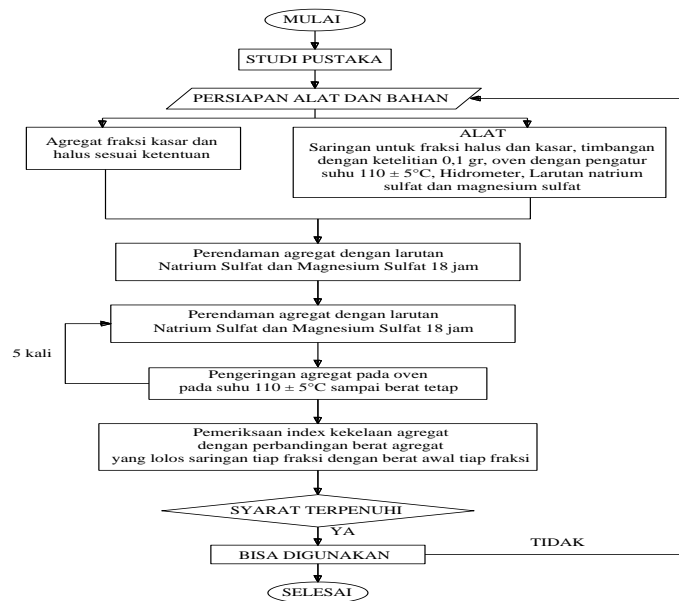 MULAI
STUDI PUSTAKA
PERSIAPAN ALAT DAN BAHAN
Agregat fraksi kasar dan
halus sesuai ketentuan
ALAT
Saringan untuk fraksi halus dan kasar, timbangan
dengan ketelitian 0,1 gr, oven dengan pengatur
suhu 110 ± 5°C, Hidrometer, Larutan natrium
sulfat dan magnesium sulfat
Perendaman agregat dengan larutan
Natrium Sulfat dan Magnesium Sulfat 18 jam
Perendaman agregat dengan larutan
Natrium Sulfat dan Magnesium Sulfat 18 jam
5 kali
Pengeringan agregat pada oven
pada suhu 110 ± 5°C sampai berat tetap
Pemeriksaan index kekelaan agregat
dengan perbandingan berat agregat
yang lolos saringan tiap fraksi dengan berat awal tiap fraksi
SYARAT TERPENUHI
YA
TIDAK
BISA DIGUNAKAN
SELESAI